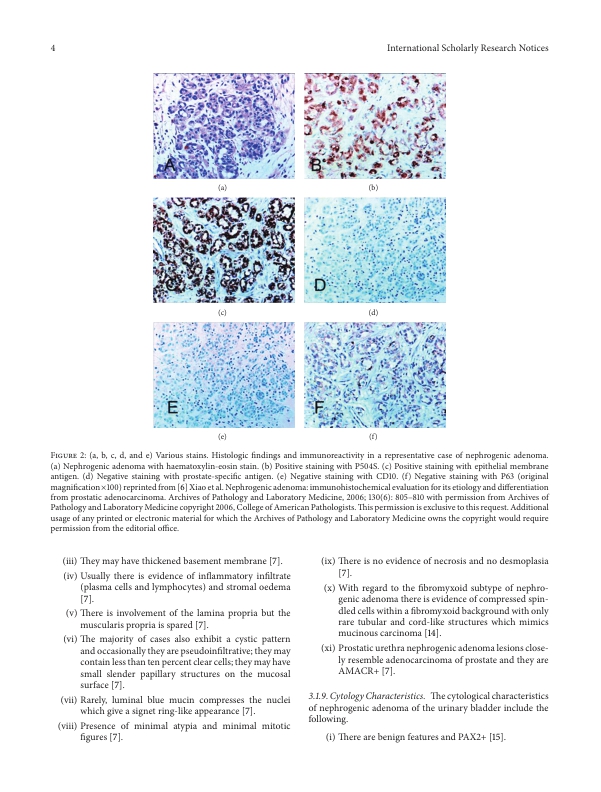 4
International Scholarly Research Notices
A
B
(a)
(b)
C
D
(c)
(d)
E
F
(e)
(f)
Figure 2: (a, b, c, d, and e) Various stains. Histologic findings and immunoreactivity in a representative case of nephrogenic adenoma.
(a) Nephrogenic adenoma with haematoxylin-eosin stain. (b) Positive staining with P504S. (c) Positive staining with epithelial membrane
antigen. (d) Negative staining with prostate-specific antigen. (e) Negative staining with CD10. (f) Negative staining with P63 (original
magnification ×100) reprinted from [6] Xiao et al. Nephrogenic adenoma: immunohistochemical evaluation for its etiology and differentiation
from prostatic adenocarcinoma. Archives of Pathology and Laboratory Medicine, 2006; 130(6): 805–810 with permission from Archives of
Pathology and Laboratory Medicine copyright 2006, College of American Pathologists. This permission is exclusive to this request. Additional
usage of any printed or electronic material for which the Archives of Pathology and Laboratory Medicine owns the copyright would require
permission from the editorial office.
(iii) They may have thickened basement membrane [7].
(iv) Usually there is evidence of inflammatory infiltrate
(plasma cells and lymphocytes) and stromal oedema
[7].
(v) There is involvement of the lamina propria but the
muscularis propria is spared [7].
(vi) The majority of cases also exhibit a cystic pattern
and occasionally they are pseudoinfiltrative; they may
contain less than ten percent clear cells; they may have
small slender papillary structures on the mucosal
surface [7].
(vii) Rarely, luminal blue mucin compresses the nuclei
which give a signet ring-like appearance [7].
(viii) Presence of minimal atypia and minimal mitotic
figures [7].
(ix) There is no evidence of necrosis and no desmoplasia
[7].
(x) With regard to the fibromyxoid subtype of nephro-
genic adenoma there is evidence of compressed spin-
dled cells within a fibromyxoid background with only
rare tubular and cord-like structures which mimics
mucinous carcinoma [14].
(xi) Prostatic urethra nephrogenic adenoma lesions close-
ly resemble adenocarcinoma of prostate and they are
AMACR+ [7].
3.1.9. Cytology Characteristics. The cytological characteristics
of nephrogenic adenoma of the urinary bladder include the
following.
(i) There are benign features and PAX2+ [15].